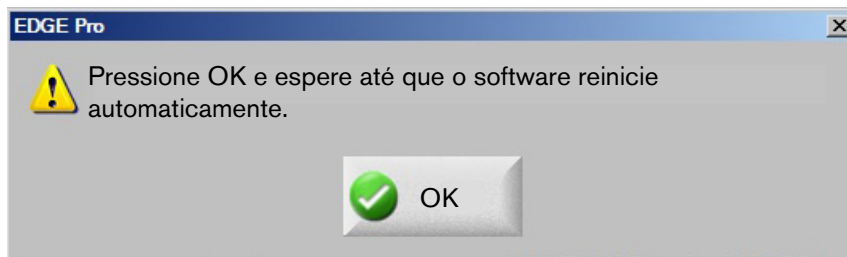 EDGE Pro
Pressione OK e espere até que o software reinicie
automaticamente.
OK